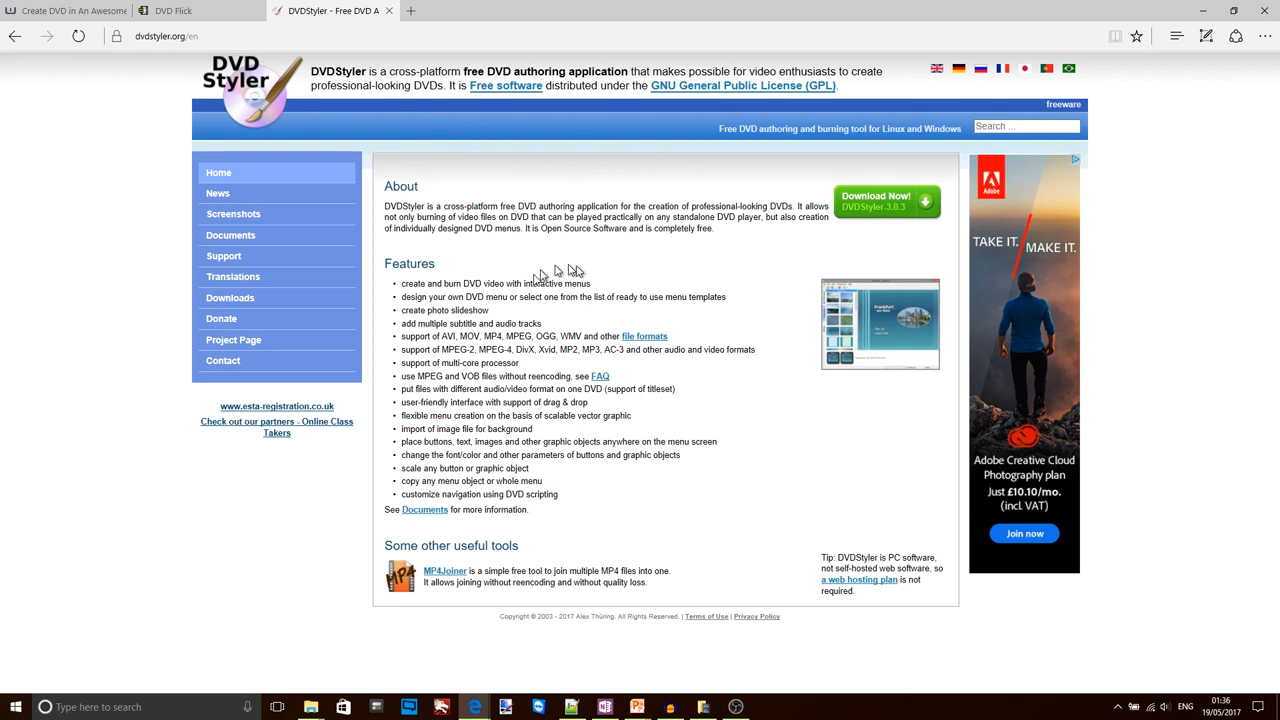 Create DVD in An Awesome
DVD Flick
DVDStyler - Free DVD A
dvdstyler.org/en
DVD
Styler
DVDStyler is a cross-platform free DVD authoring application that makes possible for video enthusiasts to create
professional-looking DVDs. It is Free software distributed under the GNU General Public License (GPL).
freeware
Free DVD authoring and burning tool for Linux and Windows
Search ...
Home
News
Screenshots
Documents
Support
Translations
Downloads
Donate
Project Page
Contact
www.esta-registration.co.uk
Check out our partners - Online Class
Takers
About
DVDStyler is a cross-platform free DVD authoring application for the creation of professional-looking DVDs. It allows
not only burning of video files on DVD that can be played practically on any standalone DVD player, but also creation
of individually designed DVD menus. It is Open Source Software and is completely free.
Download Now!
DVDStyler-3.0.3
Features
• create and burn DVD video with interactive menus
• design your own DVD menu or select one from the list of ready to use menu templates
• create photo slideshow
• add multiple subtitle and audio tracks
• support of AVI, MOV, MP4, MPEG, OGG, WMV and other file formats
• support of MPEG-2, MPEG-4, DivX, Xvid, MP2, MP3, AC-3 and other audio and video formats
• support of multi-core processor
• use MPEG and VOB files without reencoding, see FAQ
• put files with different audio/video format on one DVD (support of titleset)
• user-friendly interface with support of drag & drop
• flexible menu creation on the basis of scalable vector graphic
• import of image file for background
• place buttons, text, images and other graphic objects anywhere on the menu screen
• change the font/color and other parameters of buttons and graphic objects
• scale any button or graphic object
• copy any menu object or whole menu
• customize navigation using DVD scripting
See Documents for more information.
Frankfurt
Some other useful tools
MP4
MP4Joiner is a simple free tool to join multiple MP4 files into one.
It allows joining without reencoding and without quality loss.
Tip: DVDStyler is PC software,
not self-hosted web software, so
a web hosting plan is not
required.
Copyright © 2003 - 2017 Alex Thüring. All Rights Reserved. | Terms of Use | Privacy Policy
Adobe
TAKE IT.
MAKE IT.
Adobe Creative Cloud
Photography plan
Just £10.10/mo.
(incl. VAT)
Join now
Type here to search
ENG
01:36
19/05/2017